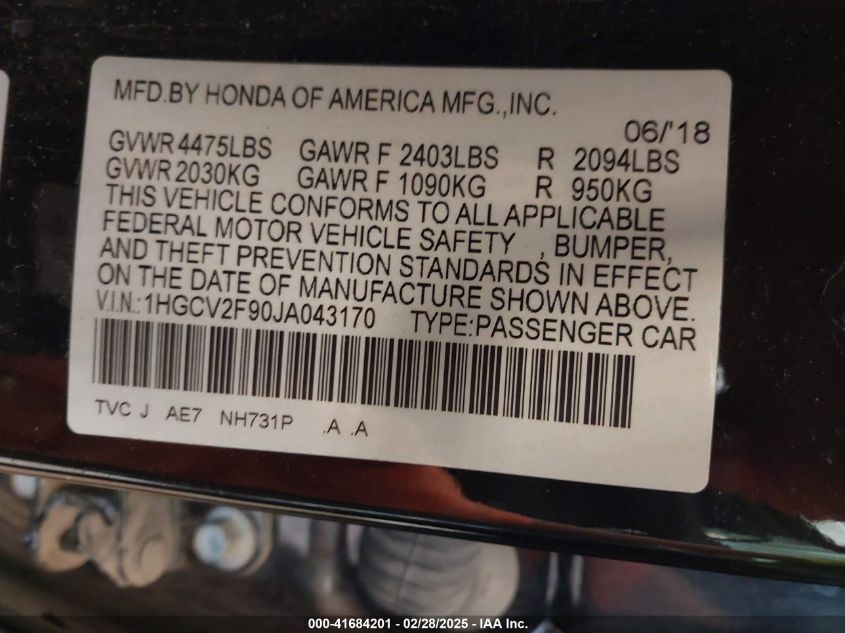 MFD.BY HONDA OF AMERICA MFG.,INC.
06/'18
GVWR 4475LBS GAWR F 2403LBS R 2094LBS
GVWR 2030KG GAWR F 1090KG R 950KG
THIS VEHICLE CONFORMS TO ALL APPLICABLE
FEDERAL MOTOR VEHICLE SAFETY , BUMPER,
AND THEFT PREVENTION STANDARDS IN EFFECT
ON THE DATE OF MANUFACTURE SHOWN ABOVE.
V.I.N.:1HGCV2F90JA043170 TYPE:PASSENGER CAR
TVC J AE7 NH731P .A .A
000-41684201 / 02/28/2025 - IAA Inc.